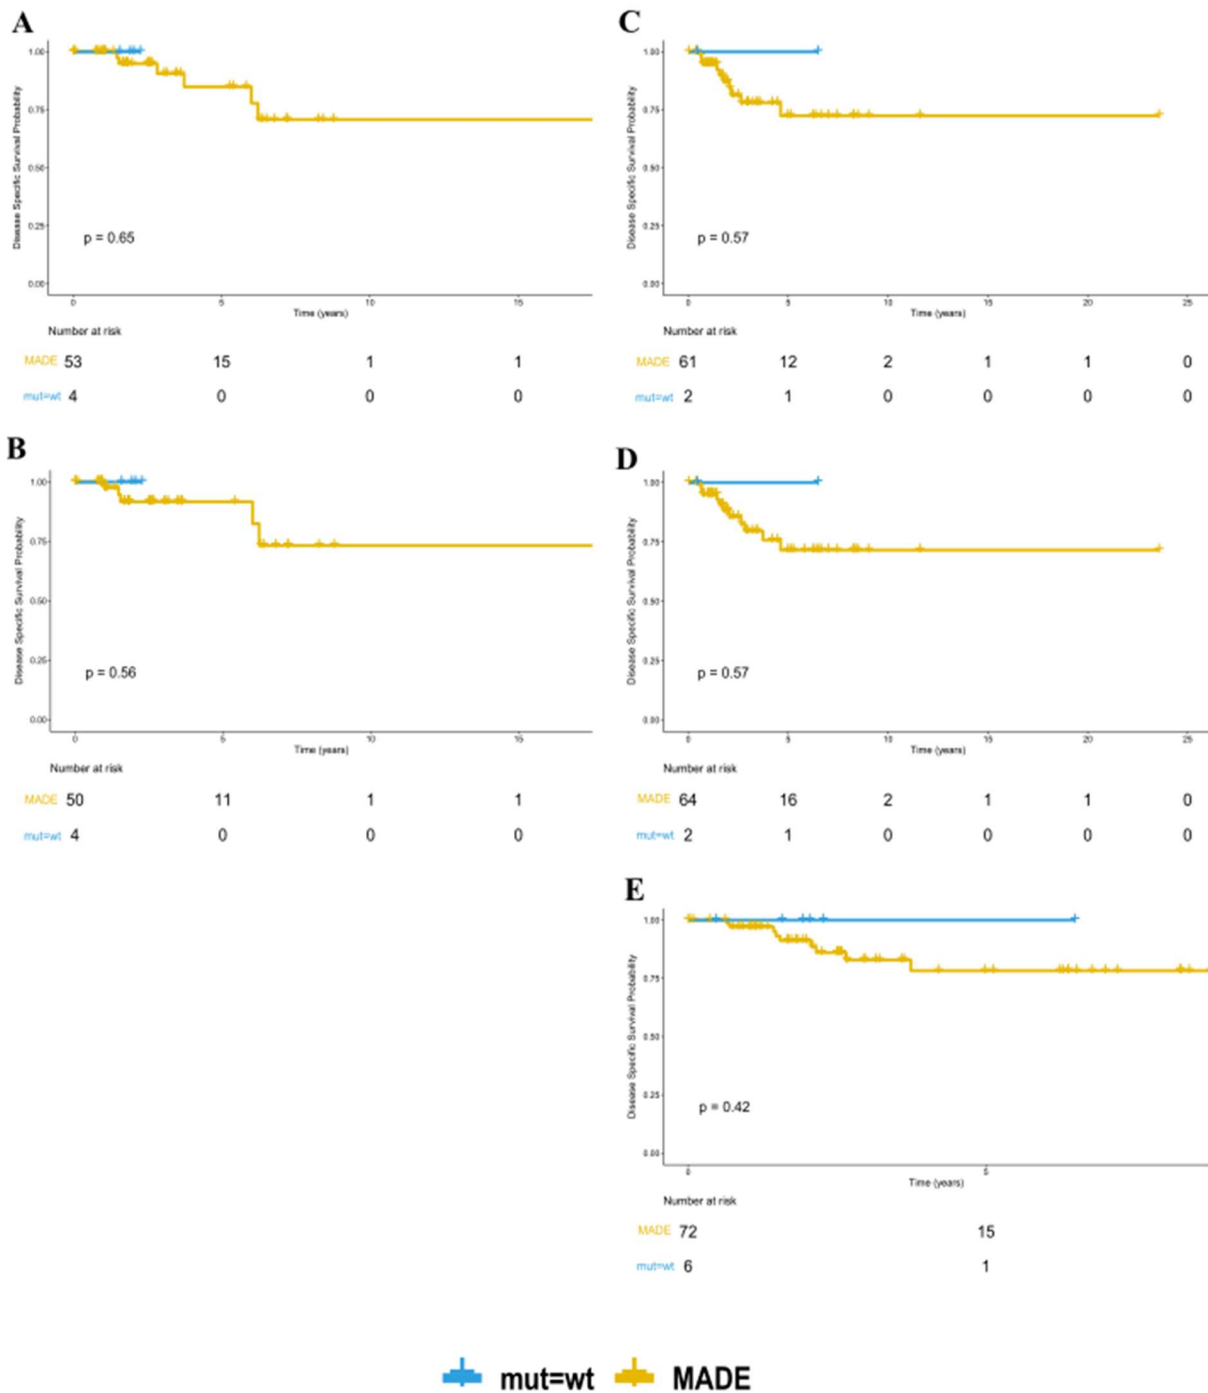 A
Disease Specific Survival Probability
1.00
0.75
0.50
0.25
0.00
p = 0.65
0 5 10 15
Time (years)
Number at risk
MADE 53 15 1 1
mut=wt 4 0 0 0
B
Disease Specific Survival Probability
1.00
0.75
0.50
0.25
0.00
p = 0.56
0 5 10 15
Time (years)
Number at risk
MADE 50 11 1 1
mut=wt 4 0 0 0
C
Disease Specific Survival Probability
1.00
0.75
0.50
0.25
0.00
p = 0.57
0 5 10 15 20 25
Time (years)
Number at risk
MADE 61 12 2 1 1 0
mut=wt 2 1 0 0 0 0
D
Disease Specific Survival Probability
1.00
0.75
0.50
0.25
0.00
p = 0.57
0 5 10 15 20 25
Time (years)
Number at risk
MADE 64 16 2 1 1 0
mut=wt 2 1 0 0 0 0
E
Disease Specific Survival Probability
1.00
0.75
0.50
0.25
0.00
p = 0.42
0 5
Time (years)
Number at risk
MADE 72 15
mut=wt 6 1
mut=wt MADE